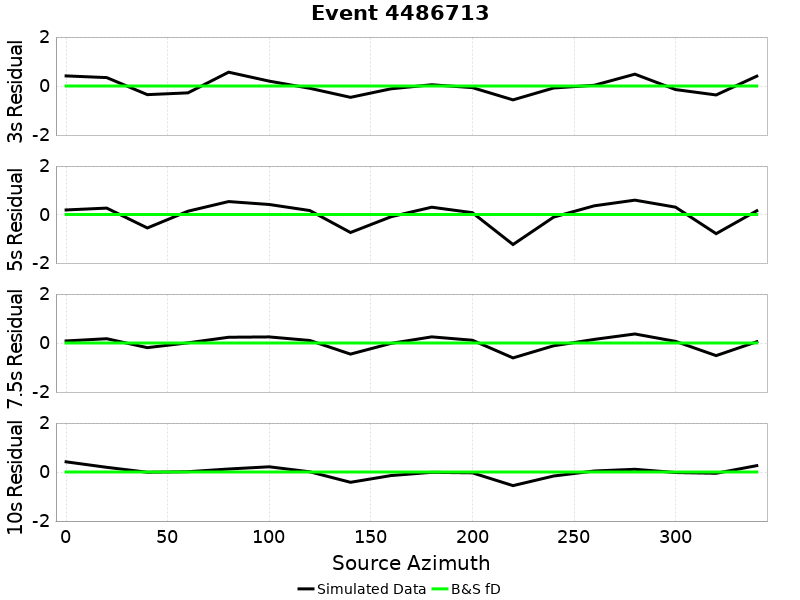 Event 4486713
3s Residual
2
0
-2
5s Residual
2
0
-2
7.5s Residual
2
0
-2
10s Residual
2
0
-2
0 50 100 150 200 250 300
Source Azimuth
Simulated Data B&S fD